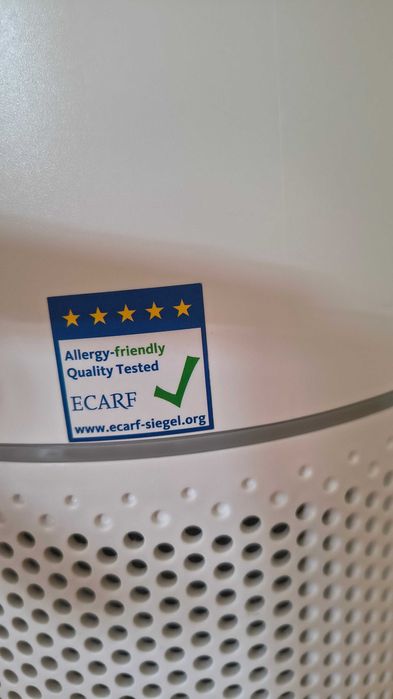 Allergy-friendly
Quality Tested
ECARF
www.ecarf-siegel.org